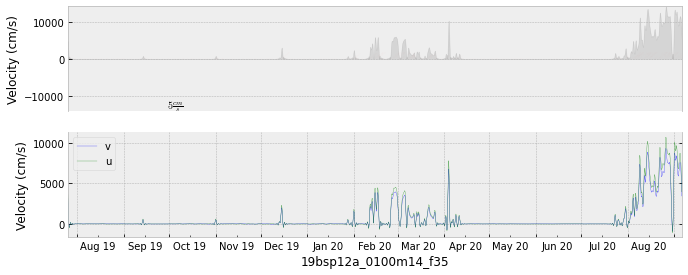 Velocity (cm/s)
10000
0
−10000
5 cm/s
Velocity (cm/s)
10000
5000
0
v
u
Aug 19 Sep 19 Oct 19 Nov 19 Dec 19 Jan 20 Feb 20 Mar 20 Apr 20 May 20 Jun 20 Jul 20 Aug 20
19bsp12a_0100m14_f35